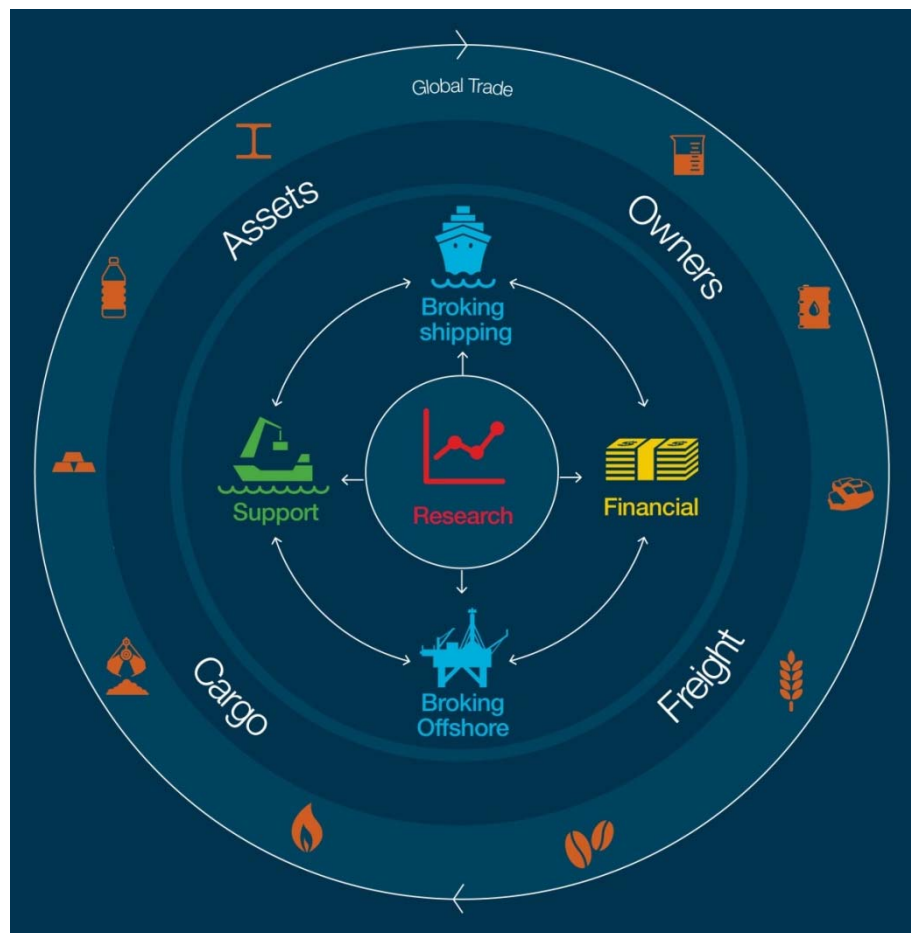 Global Trade
Assets
Owners
Broking
shipping
Support
Research
Financial
Broking
Offshore
Cargo
Freight